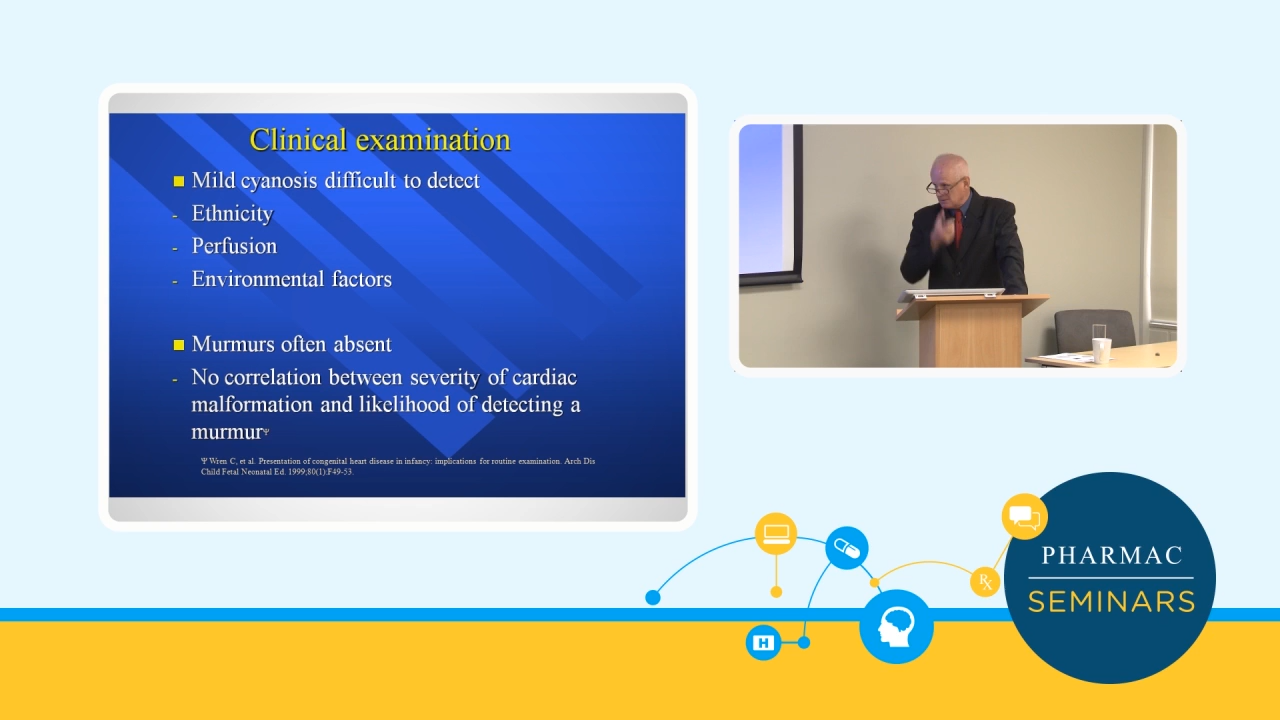 Clinical examination
Mild cyanosis difficult to detect
- Ethnicity
- Perfusion
- Environmental factors
Murmurs often absent
- No correlation between severity of cardiac
malformation and likelihood of detecting a
murmurΨ
Ψ Wren C, et al. Presentation of congenital heart disease in infancy: implications for routine examination. Arch Dis
Child Fetal Neonatal Ed. 1999;80(1):F49-53.
Rx
H
PHARMAC
SEMINARS